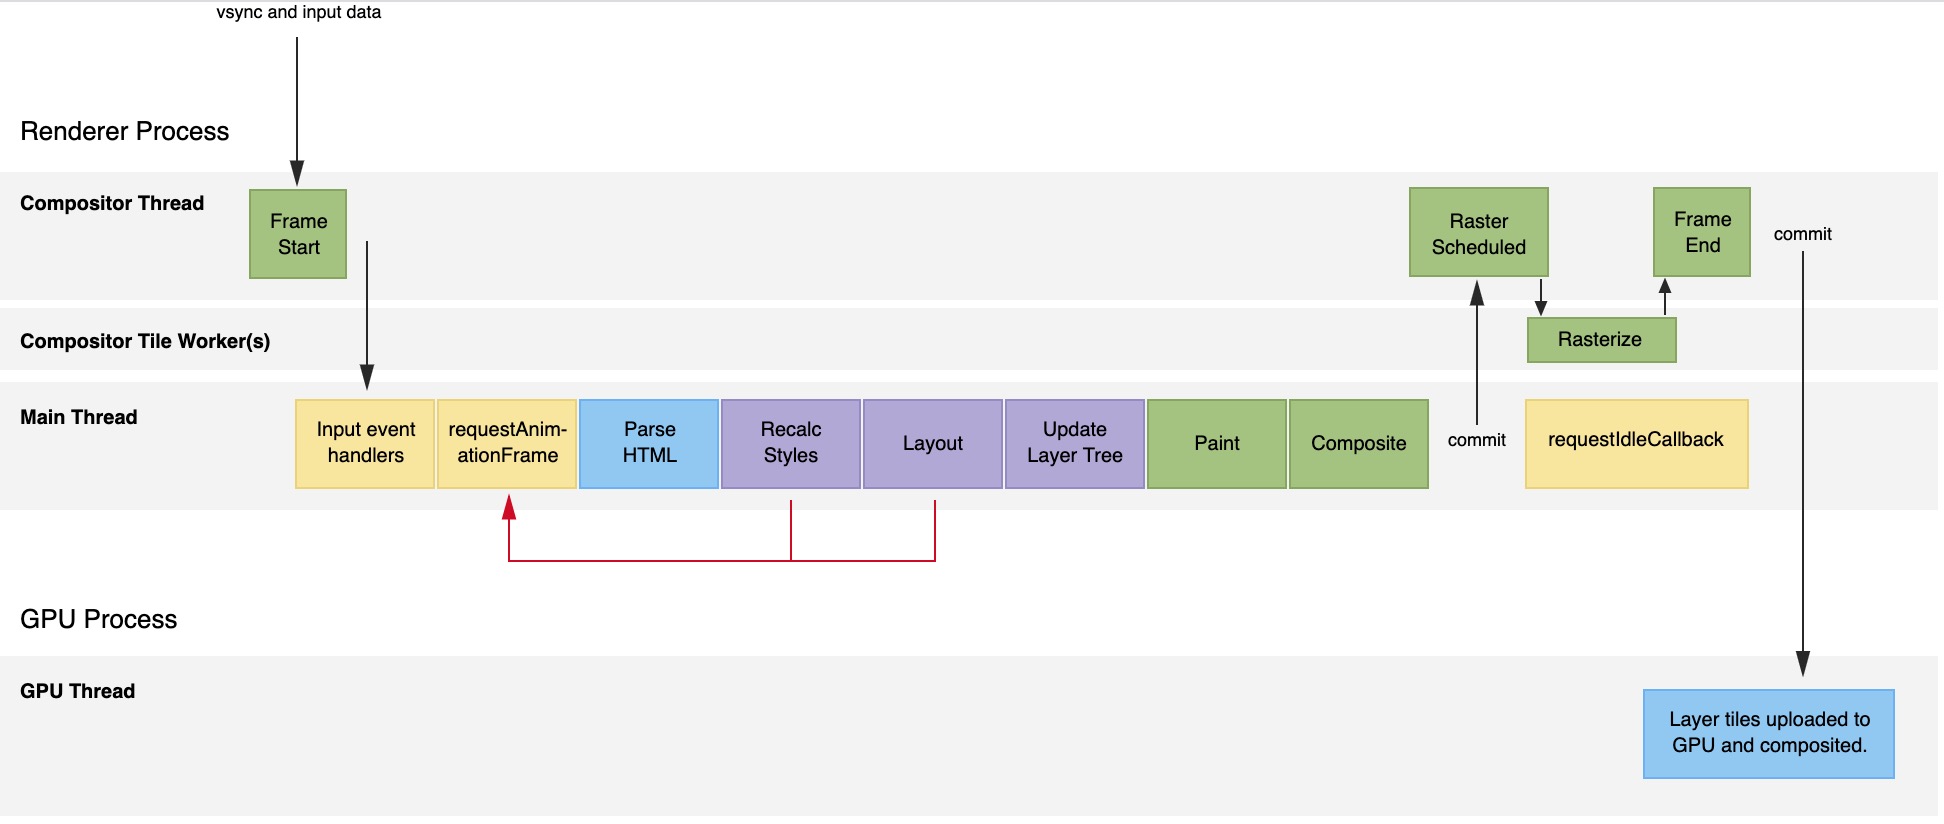 vsync and input data
Renderer Process
Compositor Thread
Frame
Start
Raster
Scheduled
Frame
End
commit
Compositor Tile Worker(s)
Rasterize
Main Thread
Input event
handlers
requestAnim-
ationFrame
Parse
HTML
Recalc
Styles
Layout
Update
Layer Tree
Paint
Composite
commit
requestIdleCallback
GPU Process
GPU Thread
Layer tiles uploaded to
GPU and composited.